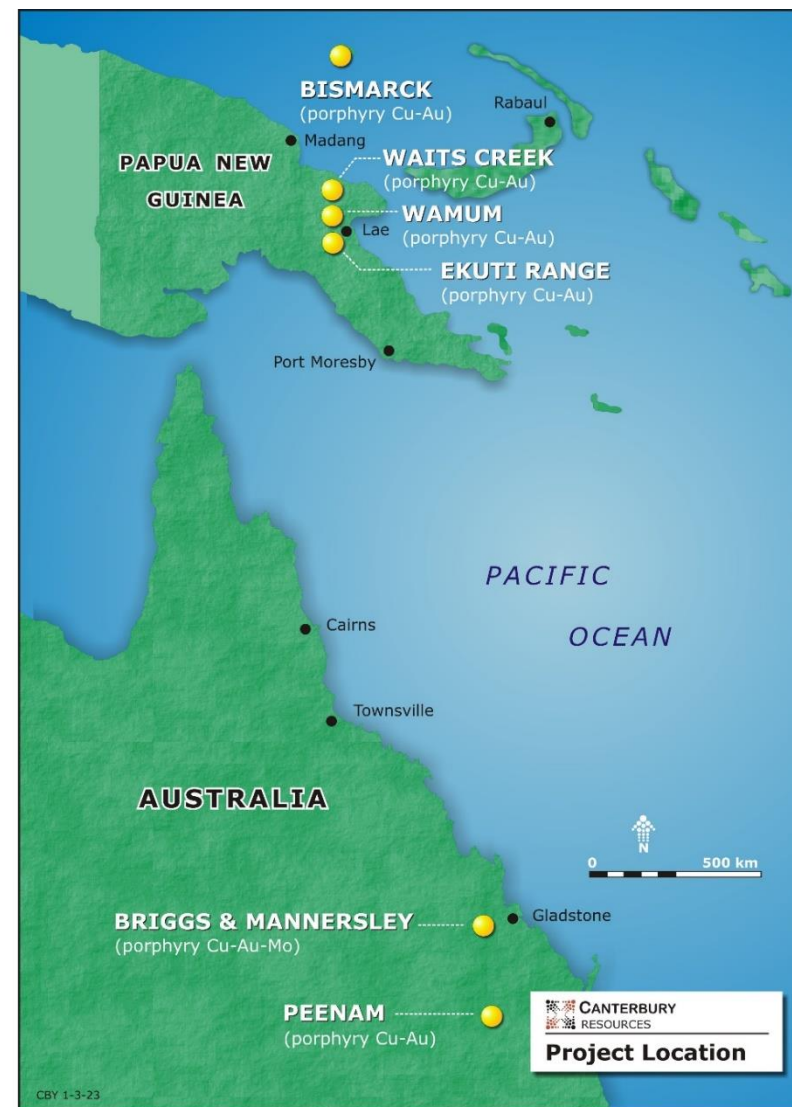 BISMARCK
(porphyry Cu-Au)
Rabaul
Madang
PAPUA NEW
GUINEA
WAITS CREEK
(porphyry Cu-Au)
WAMUM
(porphyry Cu-Au)
Lae
EKUTI RANGE
(porphyry Cu-Au)
Port Moresby
PACIFIC
OCEAN
Cairns
Townsville
AUSTRALIA
N
0 500 km
BRIGGS & MANNERSLEY
(porphyry Cu-Au-Mo)
Gladstone
PEENAM
(porphyry Cu-Au)
CANTERBURY
RESOURCES
Project Location
CBY 1-3-23